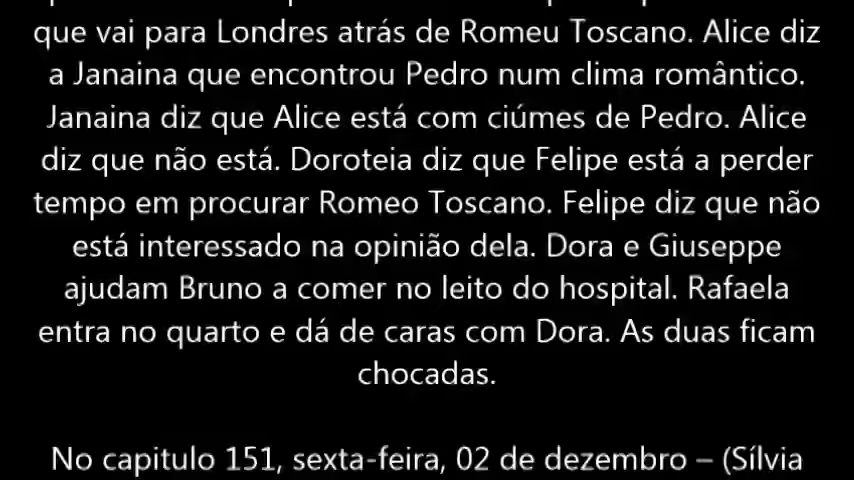 que vai para Londres atrás de Romeu Toscano. Alice diz
a Janaina que encontrou Pedro num clima romântico.
Janaina diz que Alice está com ciúmes de Pedro. Alice
diz que não está. Doroteia diz que Felipe está a perder
tempo em procurar Romeo Toscano. Felipe diz que não
está interessado na opinião dela. Dora e Giuseppe
ajudam Bruno a comer no leito do hospital. Rafaela
entra no quarto e dá de caras com Dora. As duas ficam
chocadas.
No capitulo 151, sexta-feira, 02 de dezembro – (Sílvia